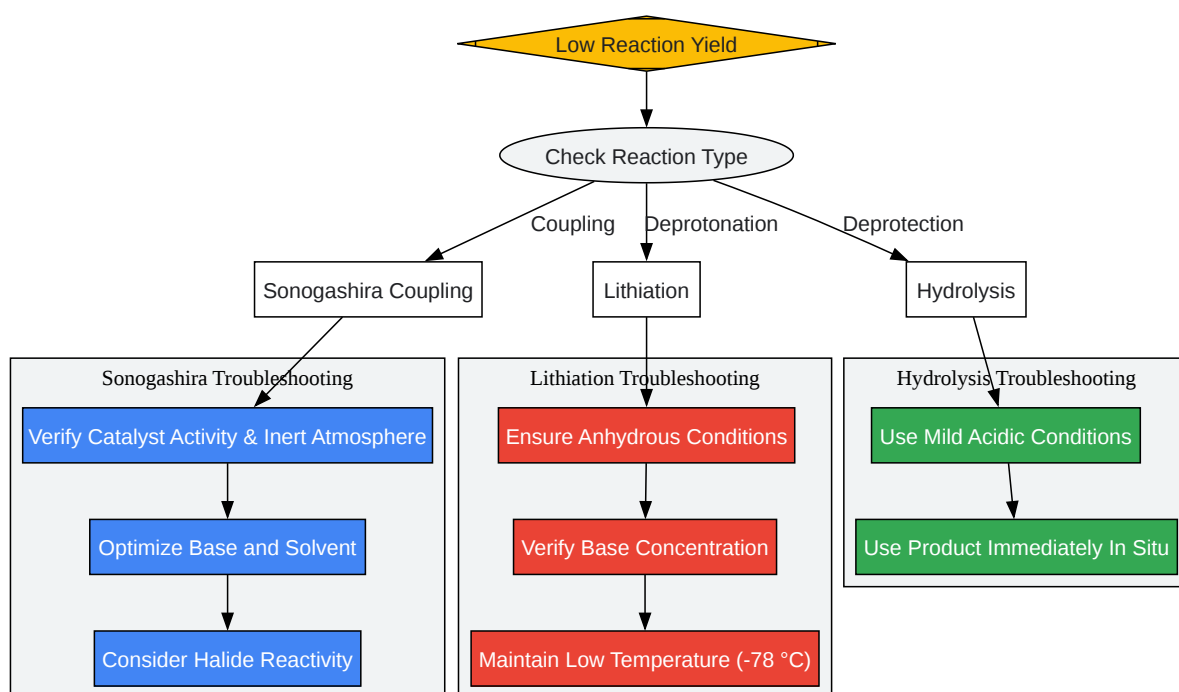 Low Reaction Yield
Check Reaction Type
Coupling
Deprotonation
Deprotection
Sonogashira Coupling
Lithiation
Hydrolysis
Sonogashira Troubleshooting
Verify Catalyst Activity & Inert Atmosphere
Optimize Base and Solvent
Consider Halide Reactivity
Lithiation Troubleshooting
Ensure Anhydrous Conditions
Verify Base Concentration
Maintain Low Temperature (-78 °C)
Hydrolysis Troubleshooting
Use Mild Acidic Conditions
Use Product Immediately In Situ